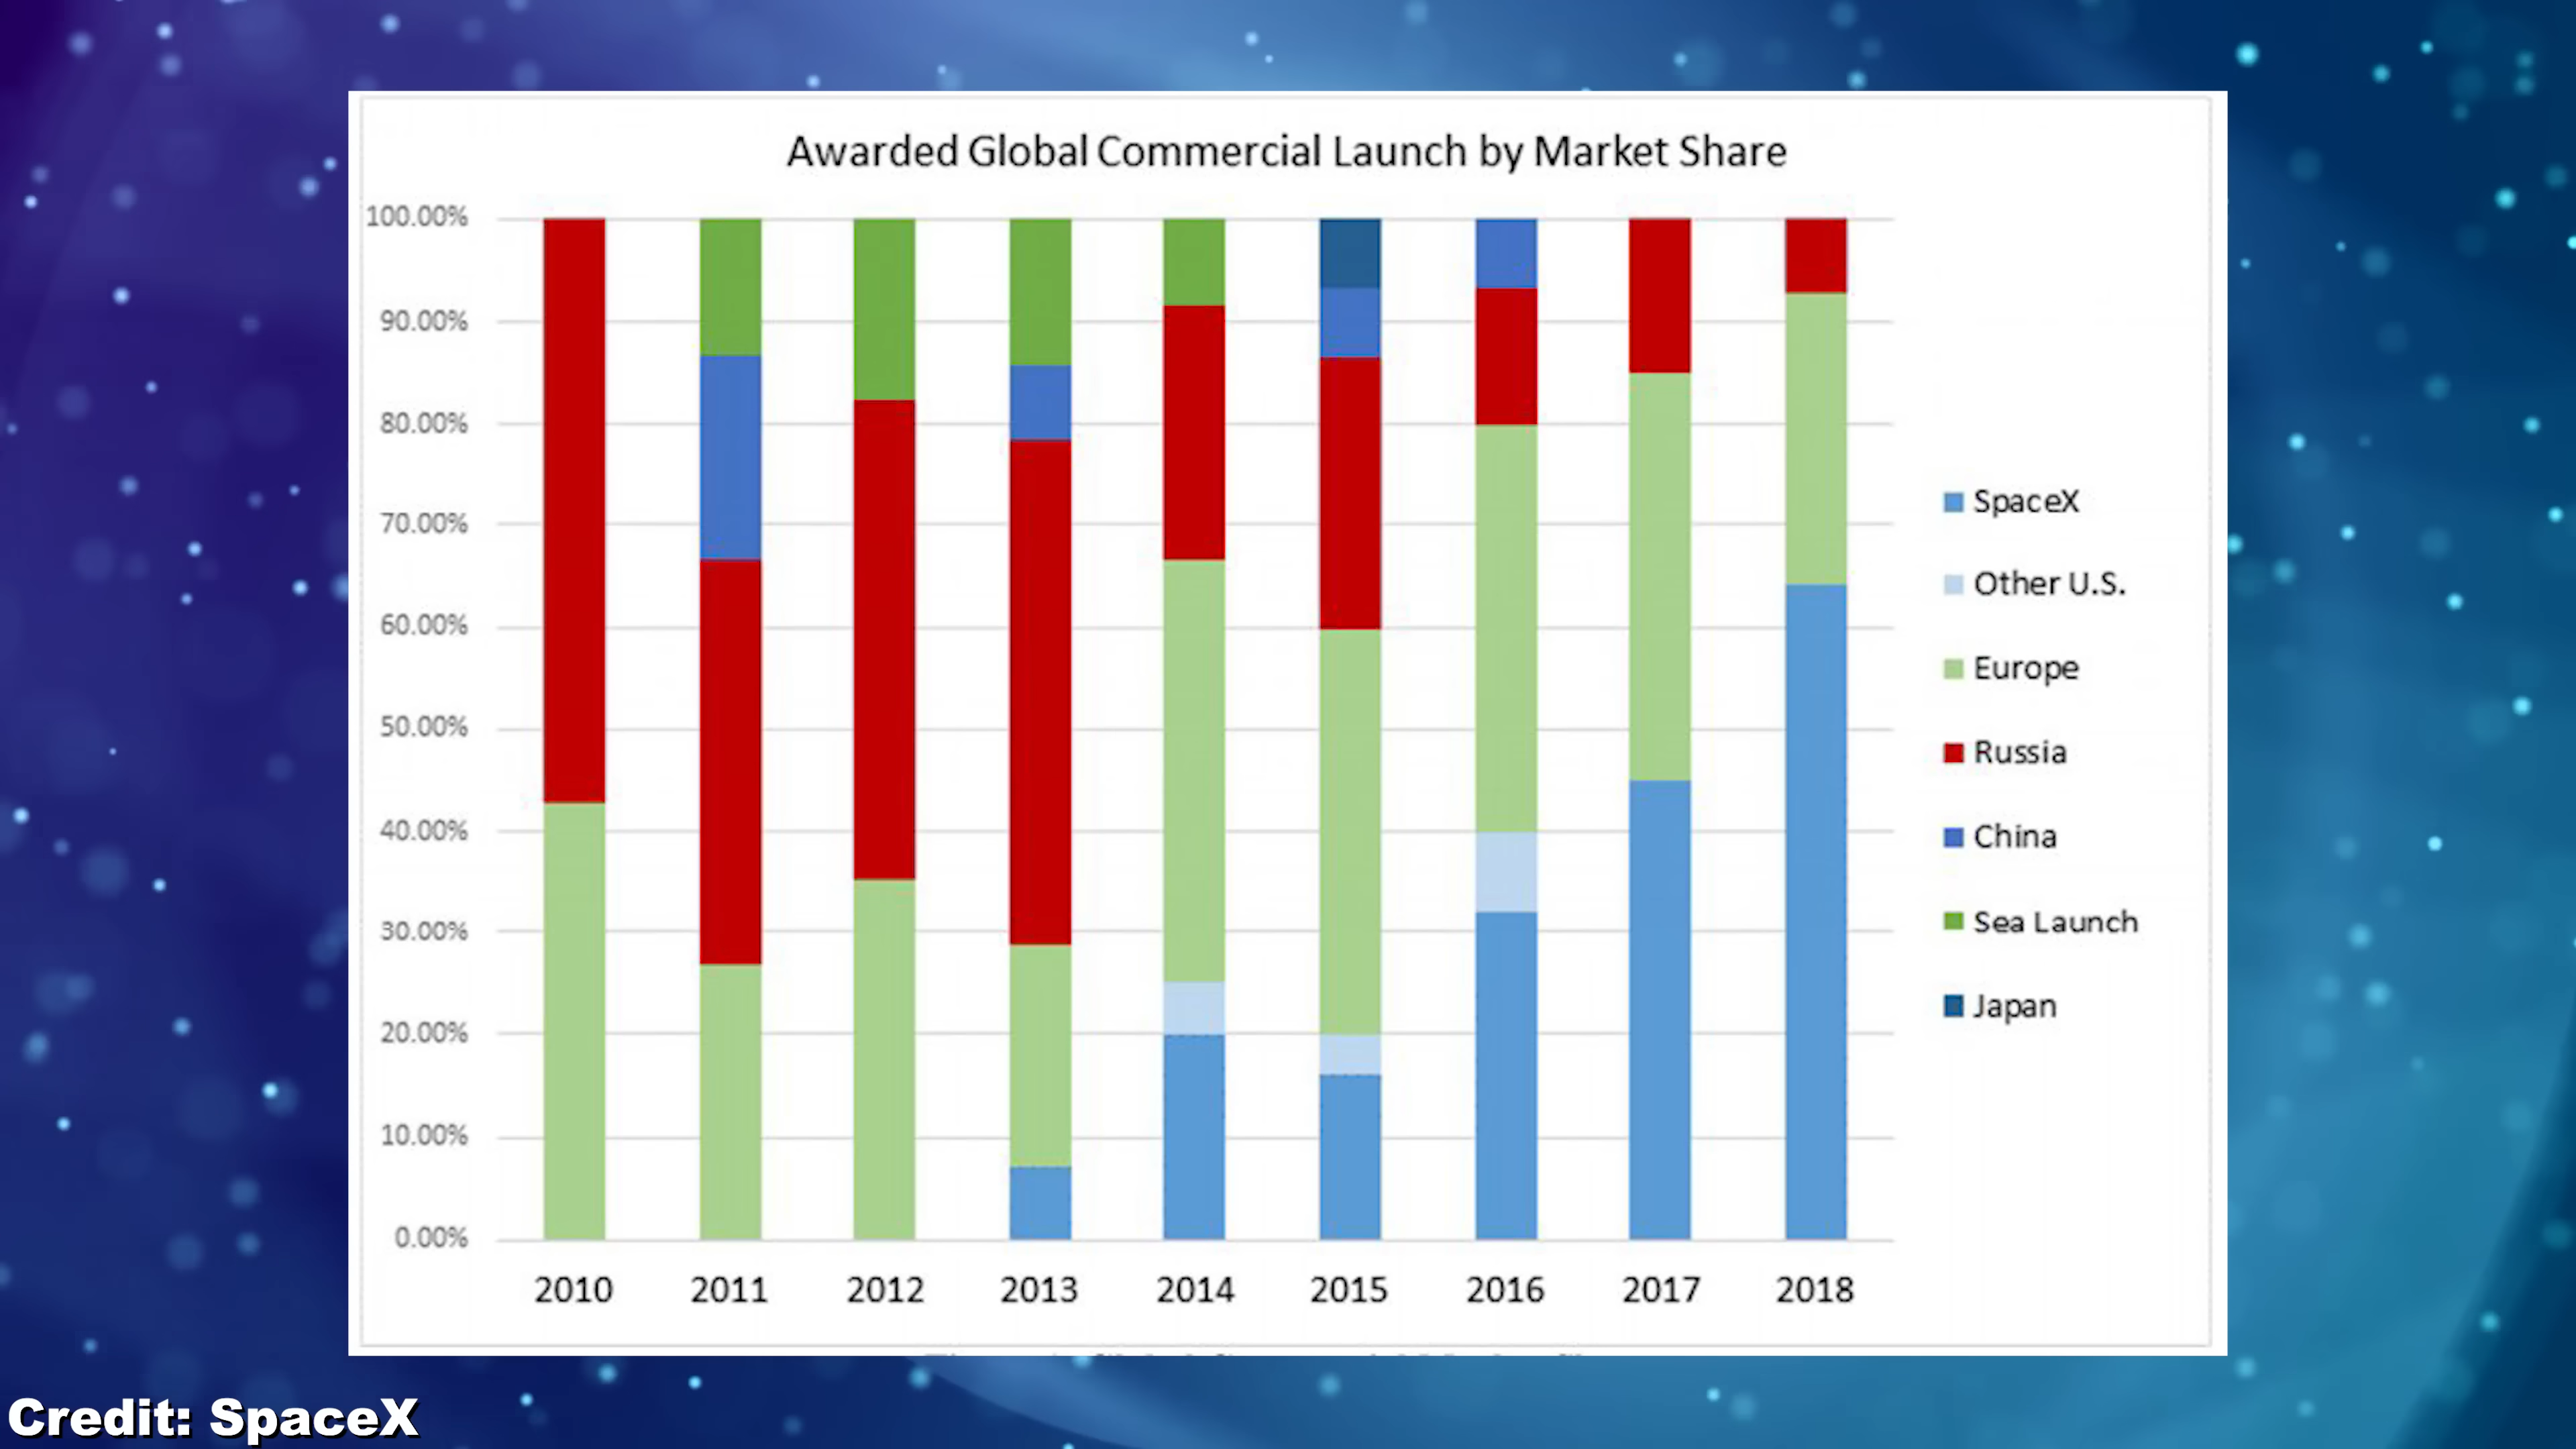 Awarded Global Commercial Launch by Market Share
100.00%
90.00%
80.00%
70.00%
60.00%
50.00%
40.00%
30.00%
20.00%
10.00%
0.00%
2010 2011 2012 2013 2014 2015 2016 2017 2018
SpaceX
Other U.S.
Europe
Russia
China
Sea Launch
Japan
Credit: SpaceX